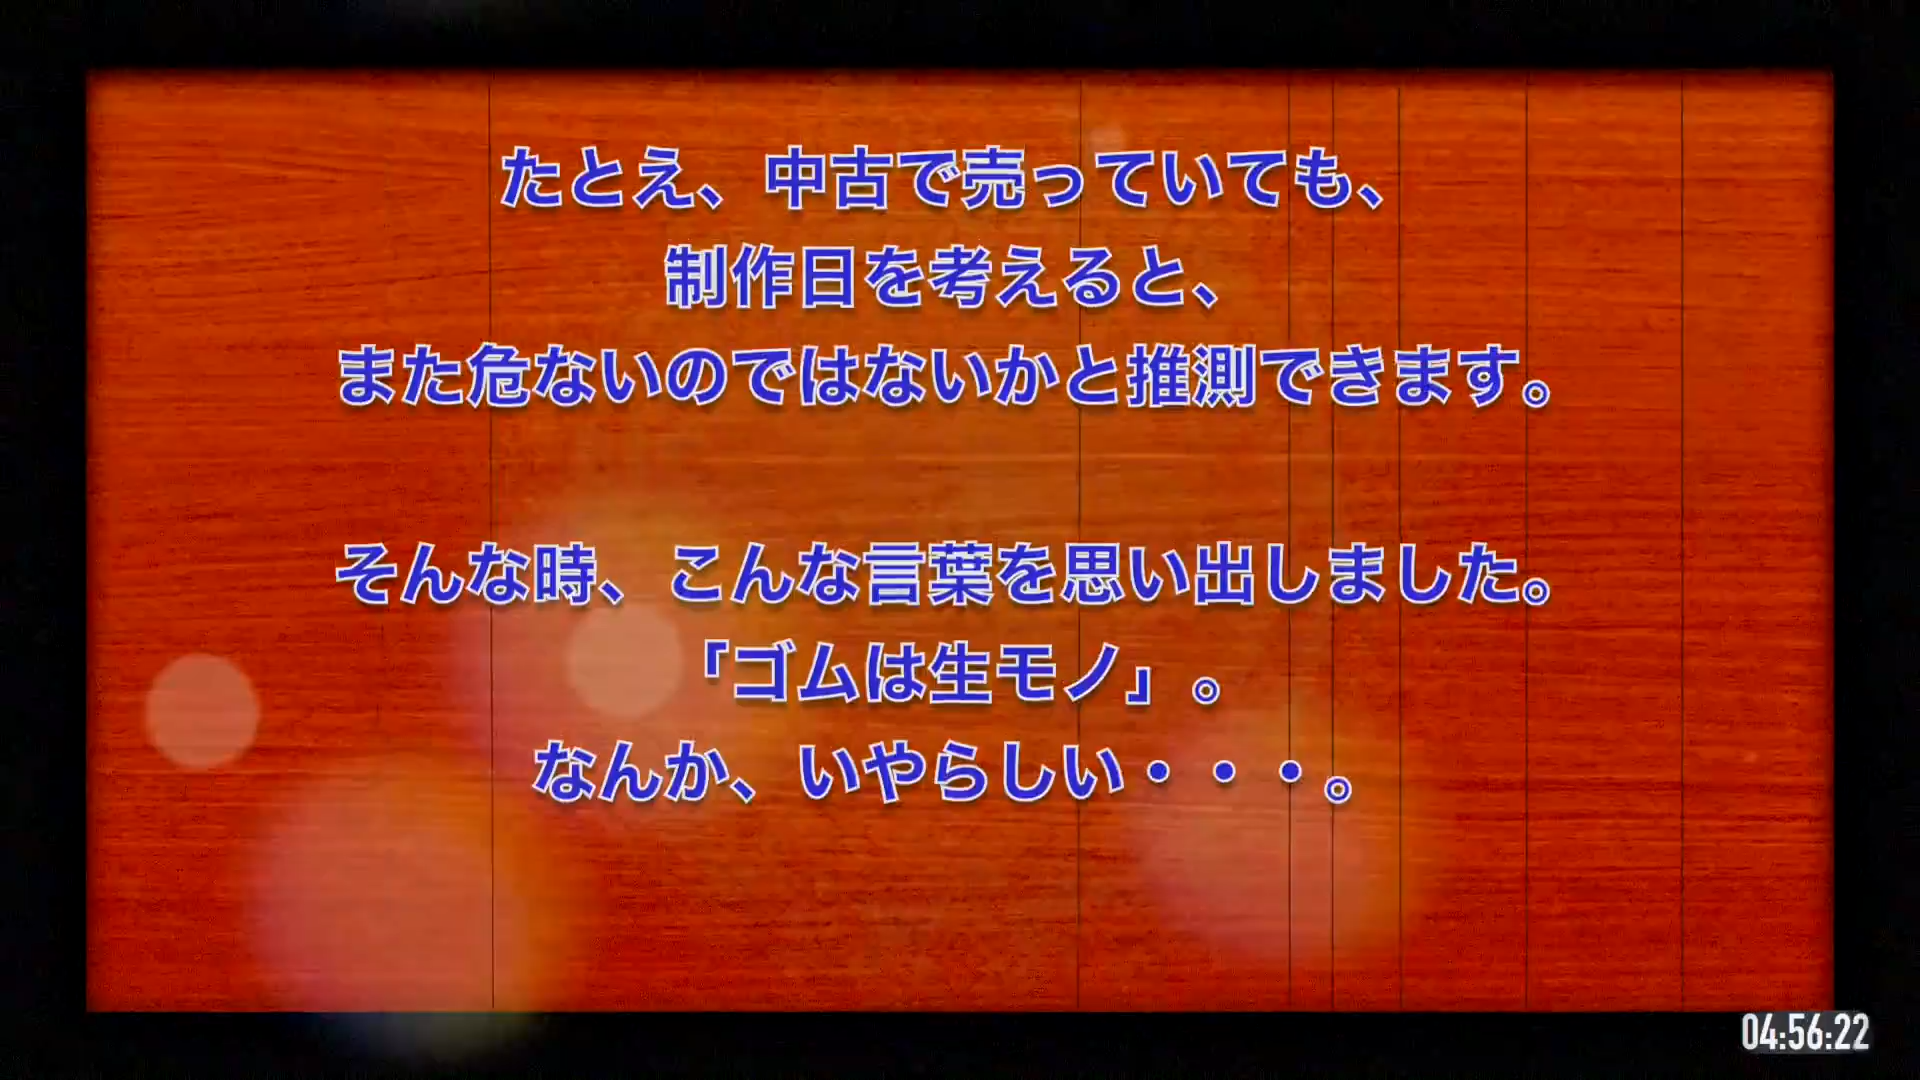 たとえ、中古で売っていても、
制作日を考えると、
また危ないのではないかと推測できます。
そんな時、こんな言葉を思い出しました。
「ゴムは生モノ」。
なんか、いやらしい・・・。
04:56:22